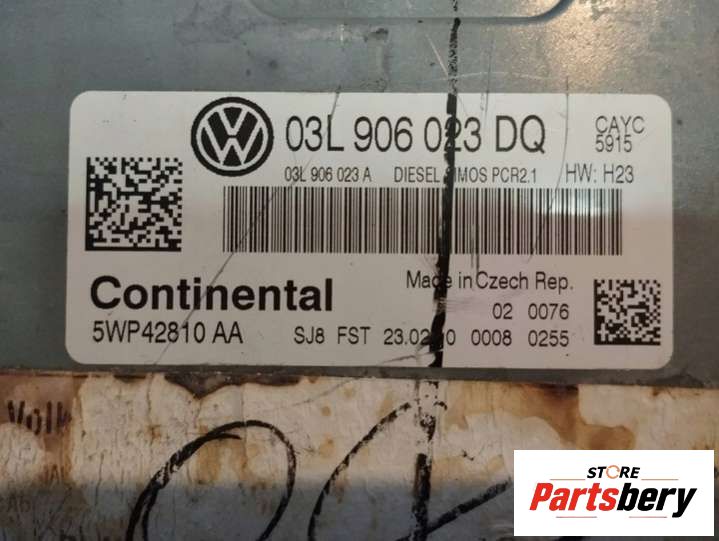 03L 906 023 DQ
CAYC
5915
03L 906 023 A DIESEL SIMOS PCR2.1 HW: H23
Continental
Made in Czech Rep.
02 0076
5WP42810 AA SJ8 FST 0008 0255
STORE
Partsbery